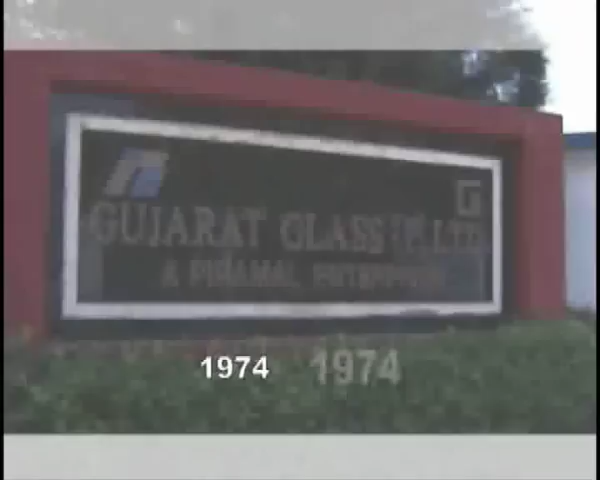 G
GUJARAT GLASS (P) LTD
A PIRAMAL ENTERPRISE
1974 1974